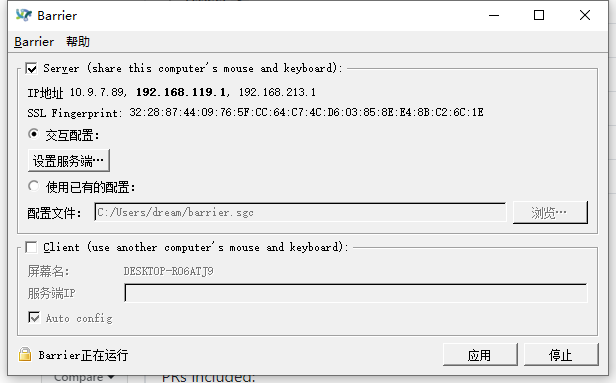 Barrier
Barrier 帮助
Server (share this computer's mouse and keyboard):
IP地址 10.9.7.89, 192.168.119.1, 192.168.213.1
SSL Fingerprint: 32:28:87:44:09:76:5F:CC:64:C7:4C:D6:03:85:8E:E4:8B:C2:6C:1E
交互配置:
设置服务端…
使用已有的配置:
配置文件: C:/Users/dream/barrier.sgc 浏览…
Client (use another computer's mouse and keyboard):
屏幕名: DESKTOP-RO6ATJ9
服务端IP
Auto config
Barrier正在运行 应用 停止
Compare PRs included: